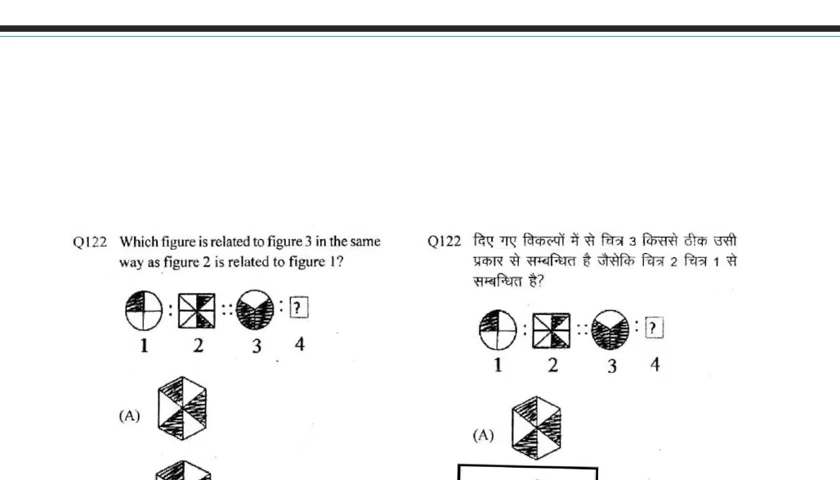 Q122 Which figure is related to figure 3 in the same
way as figure 2 is related to figure 1?
: :: : ?
1 2 3 4
(A)
Q122 दिए गए विकल्पों में से चित्र 3 किससे ठीक उसी
प्रकार से सम्बन्धित है जैसेकि चित्र 2 चित्र 1 से
सम्बन्धित है?
: :: : ?
1 2 3 4
(A)